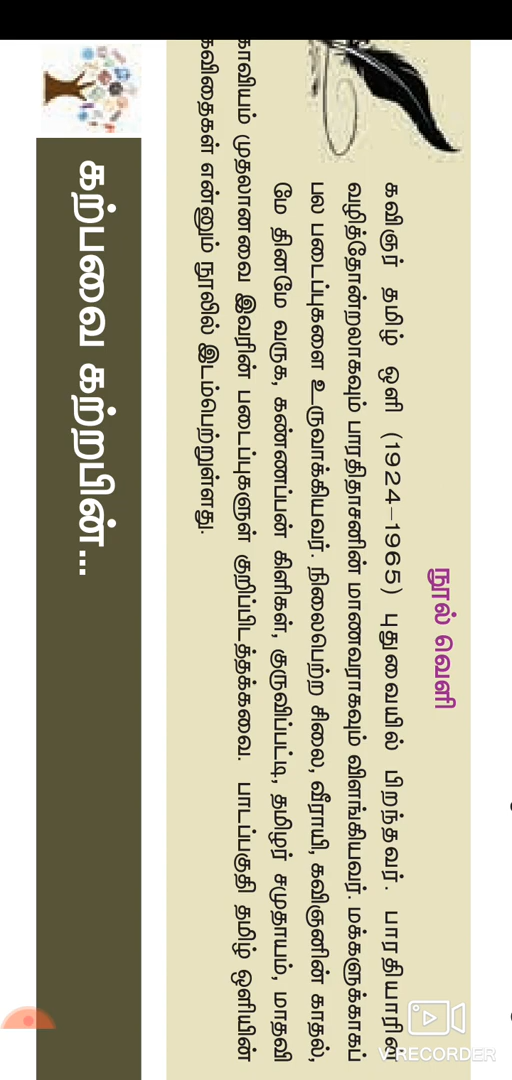 நூல் வெளி
கவிஞர் தமிழ் ஒளி (1924–1965) புதுவையில் பிறந்தவர். பாரதியாரின்
வழித்தோன்றலாகவும் பாரதிதாசனின் மாணவராகவும் விளங்கியவர். மக்களுக்காகப்
பல படைப்புகளை உருவாக்கியவர். நிலைபெற்ற சிலை, வீராயி, கவிஞனின் காதல்,
மே தினமே வருக, கண்ணப்பன் கிளிகள், குருவிப்பட்டி, தமிழர் சமுதாயம், மாதவி
காவியம் முதலானவை இவரின் படைப்புகளுள் குறிப்பிடத்தக்கவை. பாடப்பகுதி தமிழ் ஒளியின்
கவிதைகள் என்னும் நூலில் இடம்பெற்றுள்ளது.
கற்பவை கற்றபின்...
V RECORDER